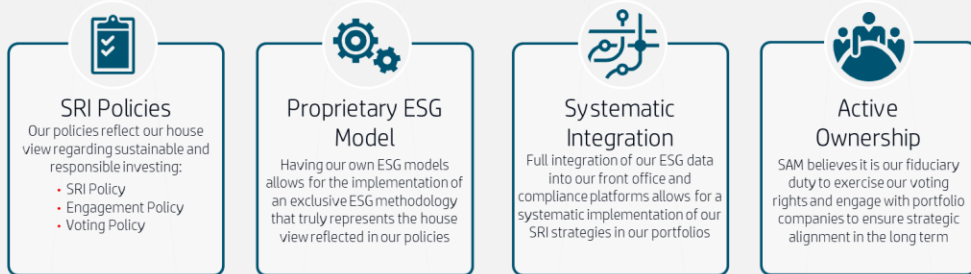 SRI Policies
Our policies reflect our house
view regarding sustainable and
responsible investing:
• SRI Policy
• Engagement Policy
• Voting Policy
Proprietary ESG
Model
Having our own ESG models
allows for the implementation of
an exclusive ESG methodology
that truly represents the house
view reflected in our policies
Systematic
Integration
Full integration of our ESG data
into our front office and
compliance platforms allows for a
systematic implementation of our
SRI strategies in our portfolios
Active
Ownership
SAM believes it is our fiduciary
duty to exercise our voting
rights and engage with portfolio
companies to ensure strategic
alignment in the long term